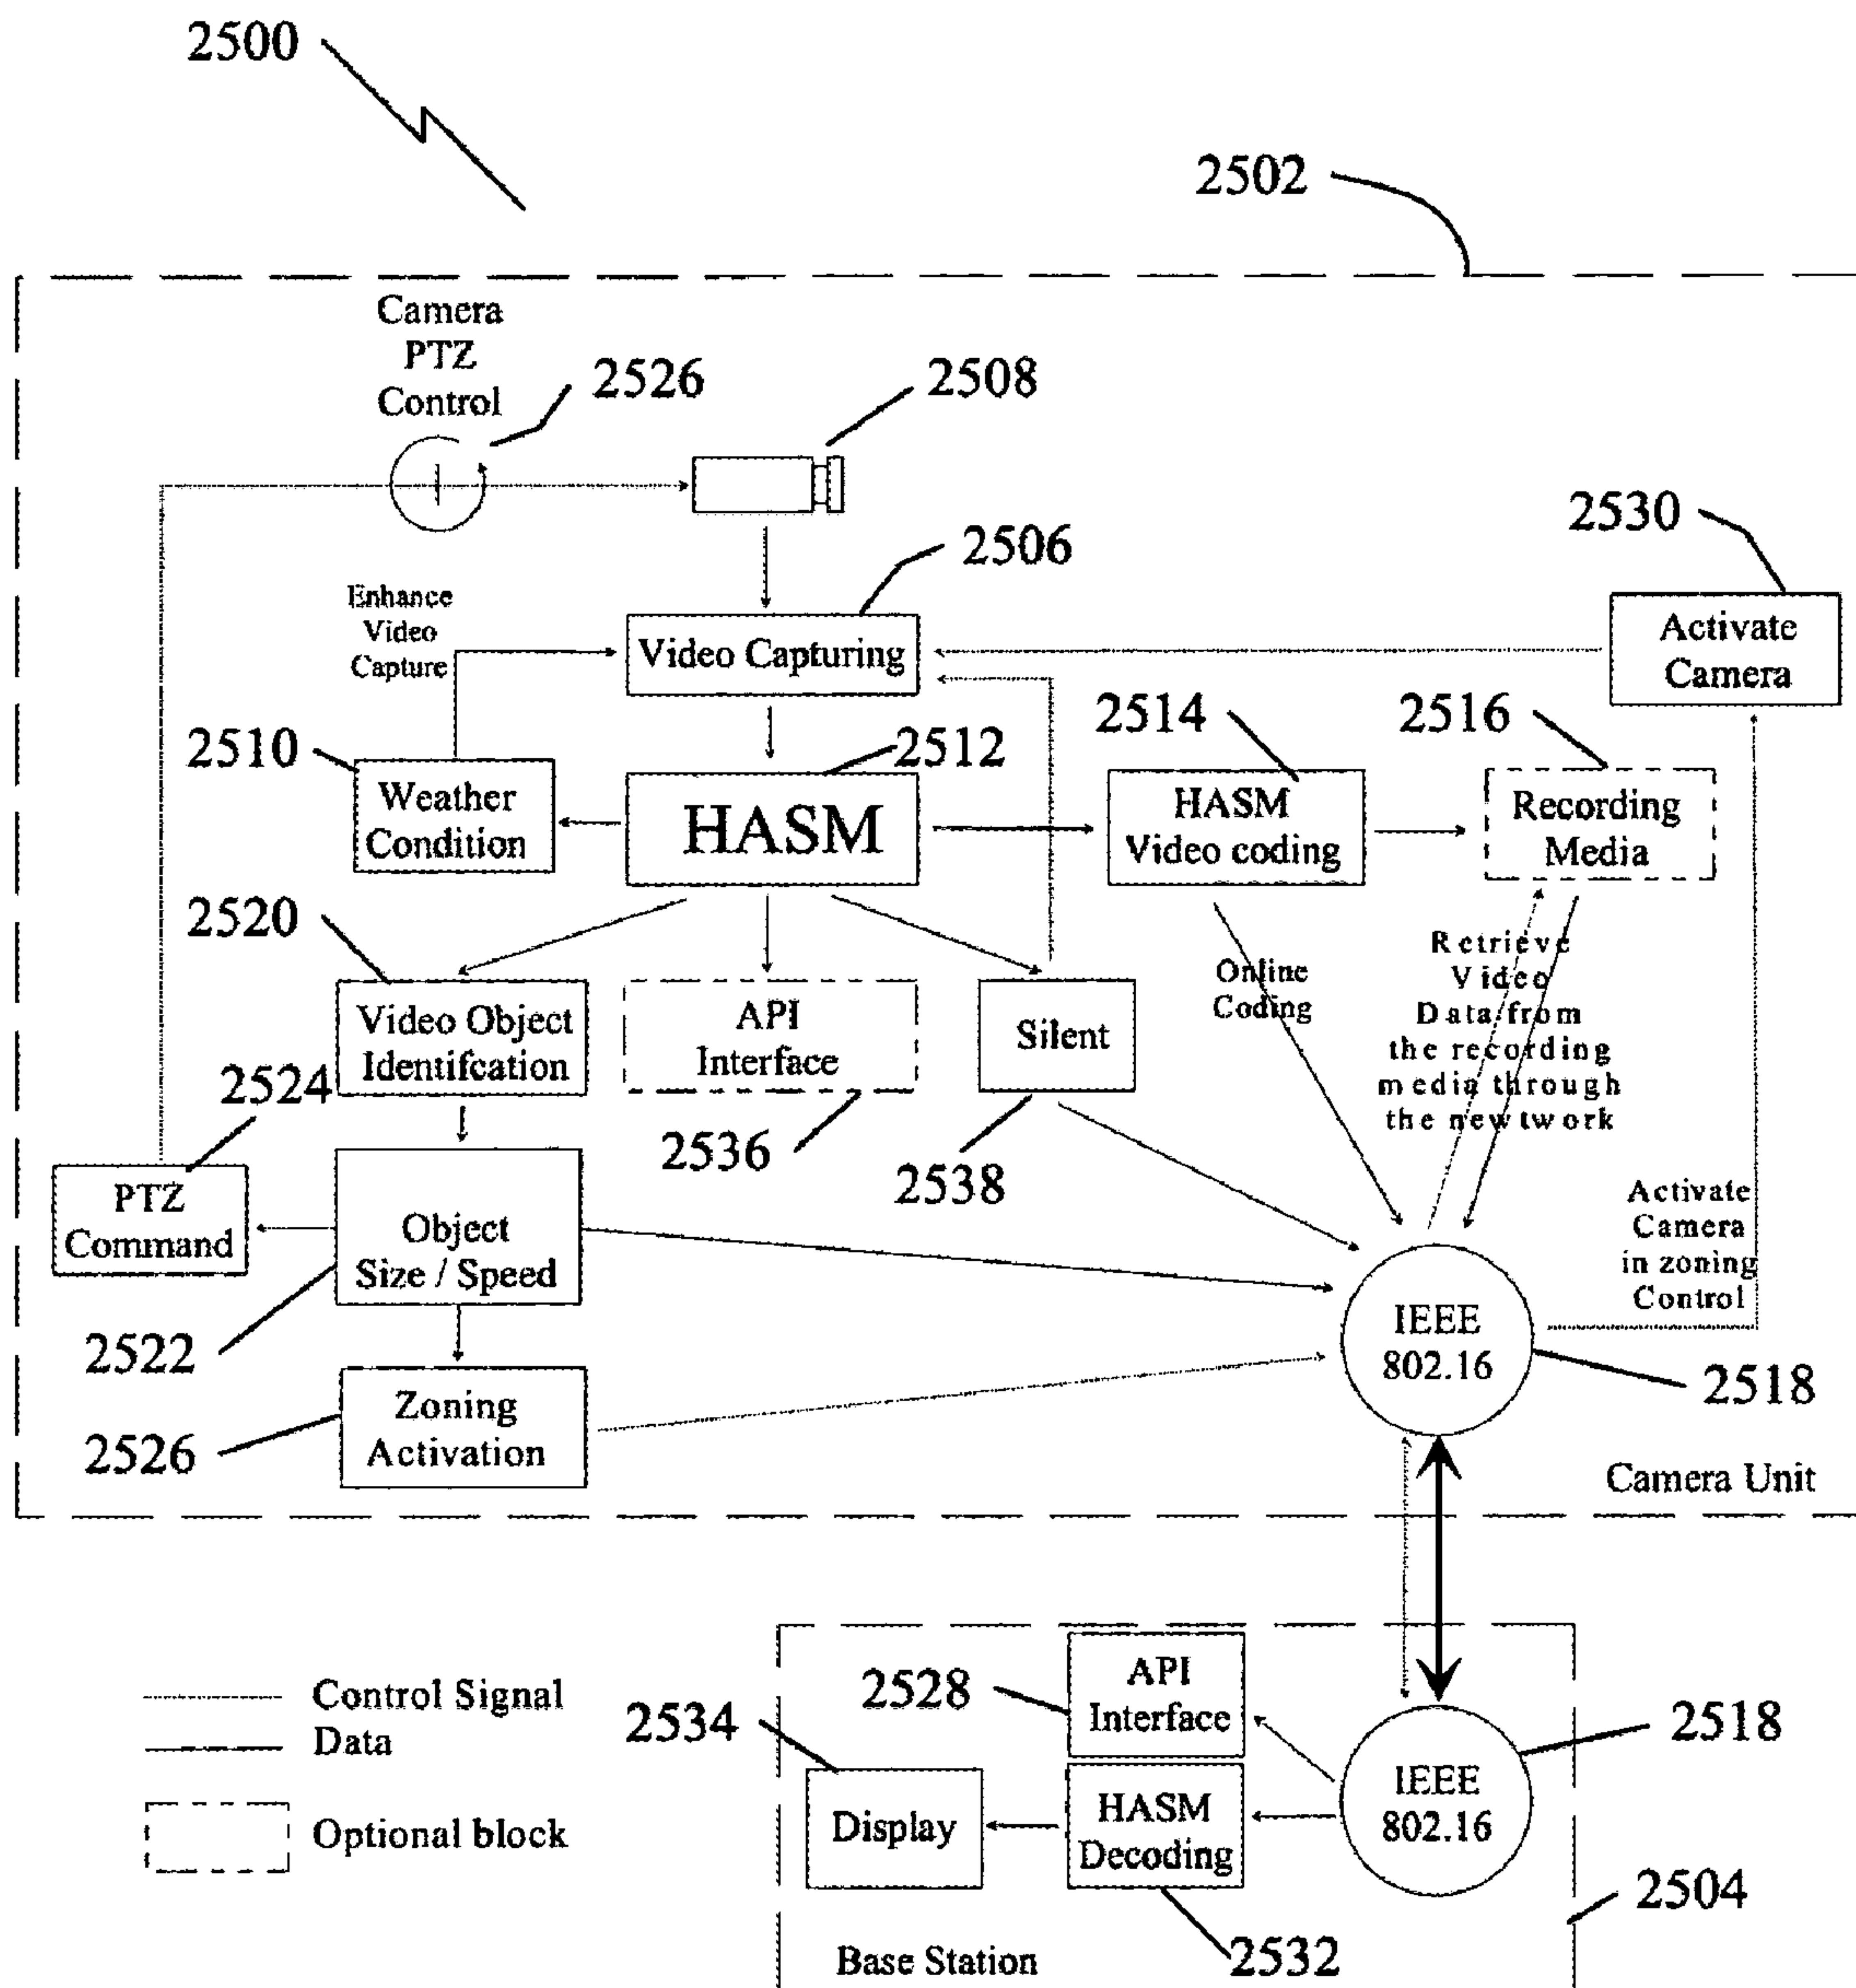 2500
2502
Camera
PTZ
Control
2526
2508
2506
2530
Enhance
Video
Capture
Video Capturing
Activate
Camera
2510
2512
2514
2516
Weather
Condition
HASM
HASM
Video coding
Recording
Media
2520
Video Object
Identifcation
API
Interface
Silent
Online
Coding
Retrieve
Video
Data from
the recording
media through
the newtwork
2524
2536
2538
PTZ
Command
Object
Size / Speed
Activate
Camera
in zoning
Control
2522
IEEE
802.16
2518
2526
Zoning
Activation
Camera Unit
Control Signal
Data
Optional block
2528
API
Interface
2534
2518
Display
HASM
Decoding
IEEE
802.16
2504
Base Station
2532